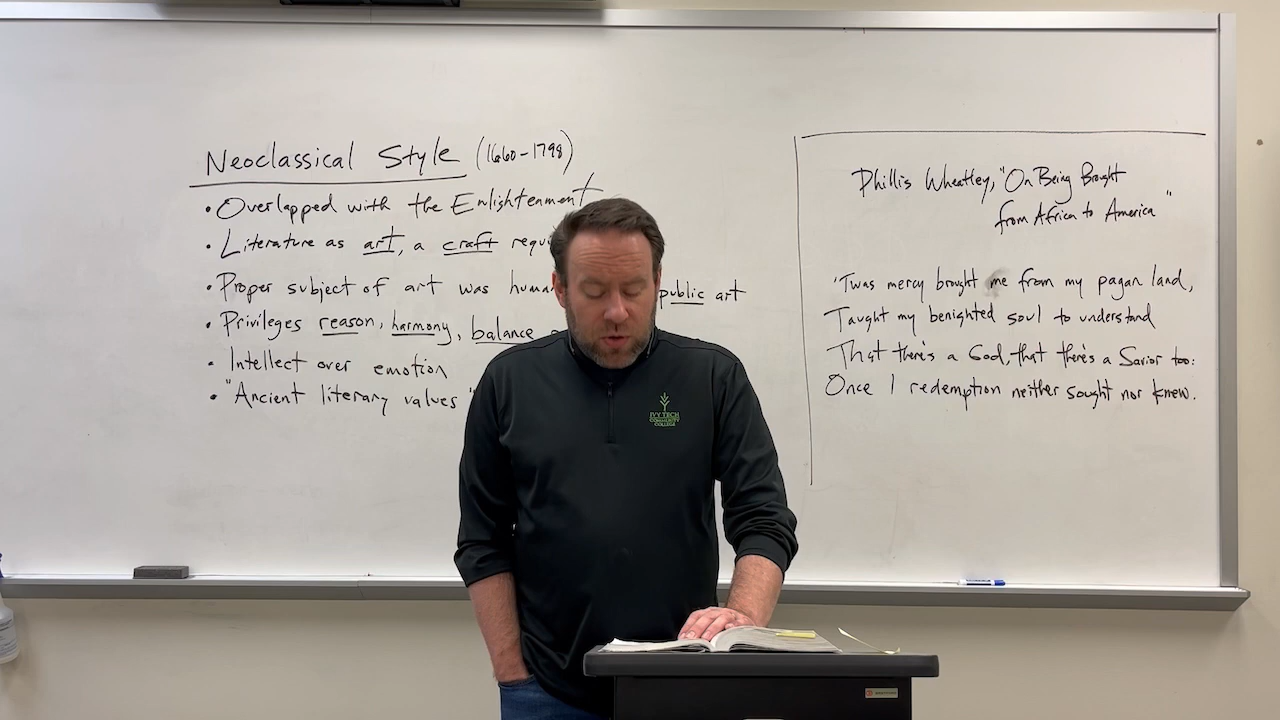 Neoclassical Style (1660-1798)
• Overlapped with the Enlightenment
• Literature as art, a craft
• Proper subject of art was public art
• Privileges reason, harmony, balance
• Intellect over emotion
• "Ancient literary values"
Phillis Wheatley, "On Being Brought
from Africa to America"
'Twas mercy brought me from my pagan land,
Taught my benighted soul to understand
That there's a God, that there's a Savior too:
Once I redemption neither sought nor knew.
IVY TECH
COMMUNITY
COLLEGE